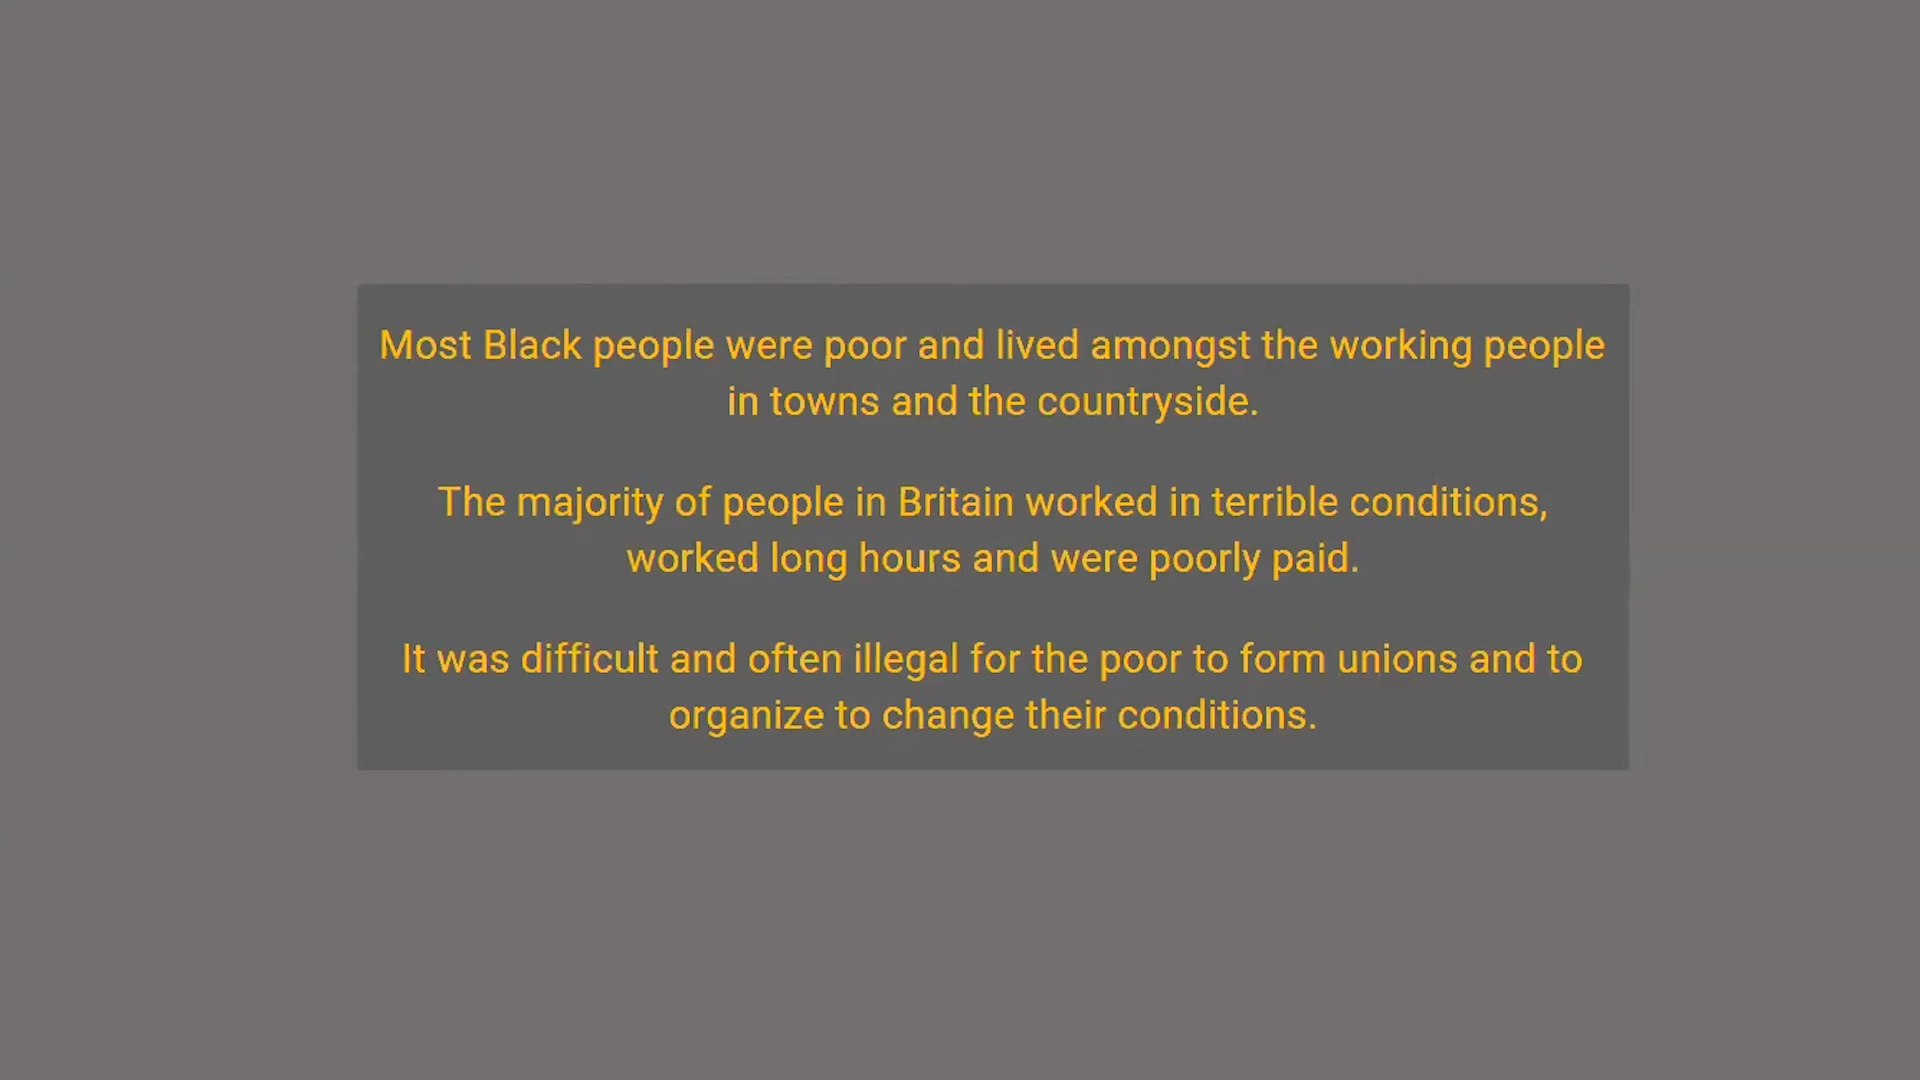 Most Black people were poor and lived amongst the working people
in towns and the countryside.
The majority of people in Britain worked in terrible conditions,
worked long hours and were poorly paid.
It was difficult and often illegal for the poor to form unions and to
organize to change their conditions.